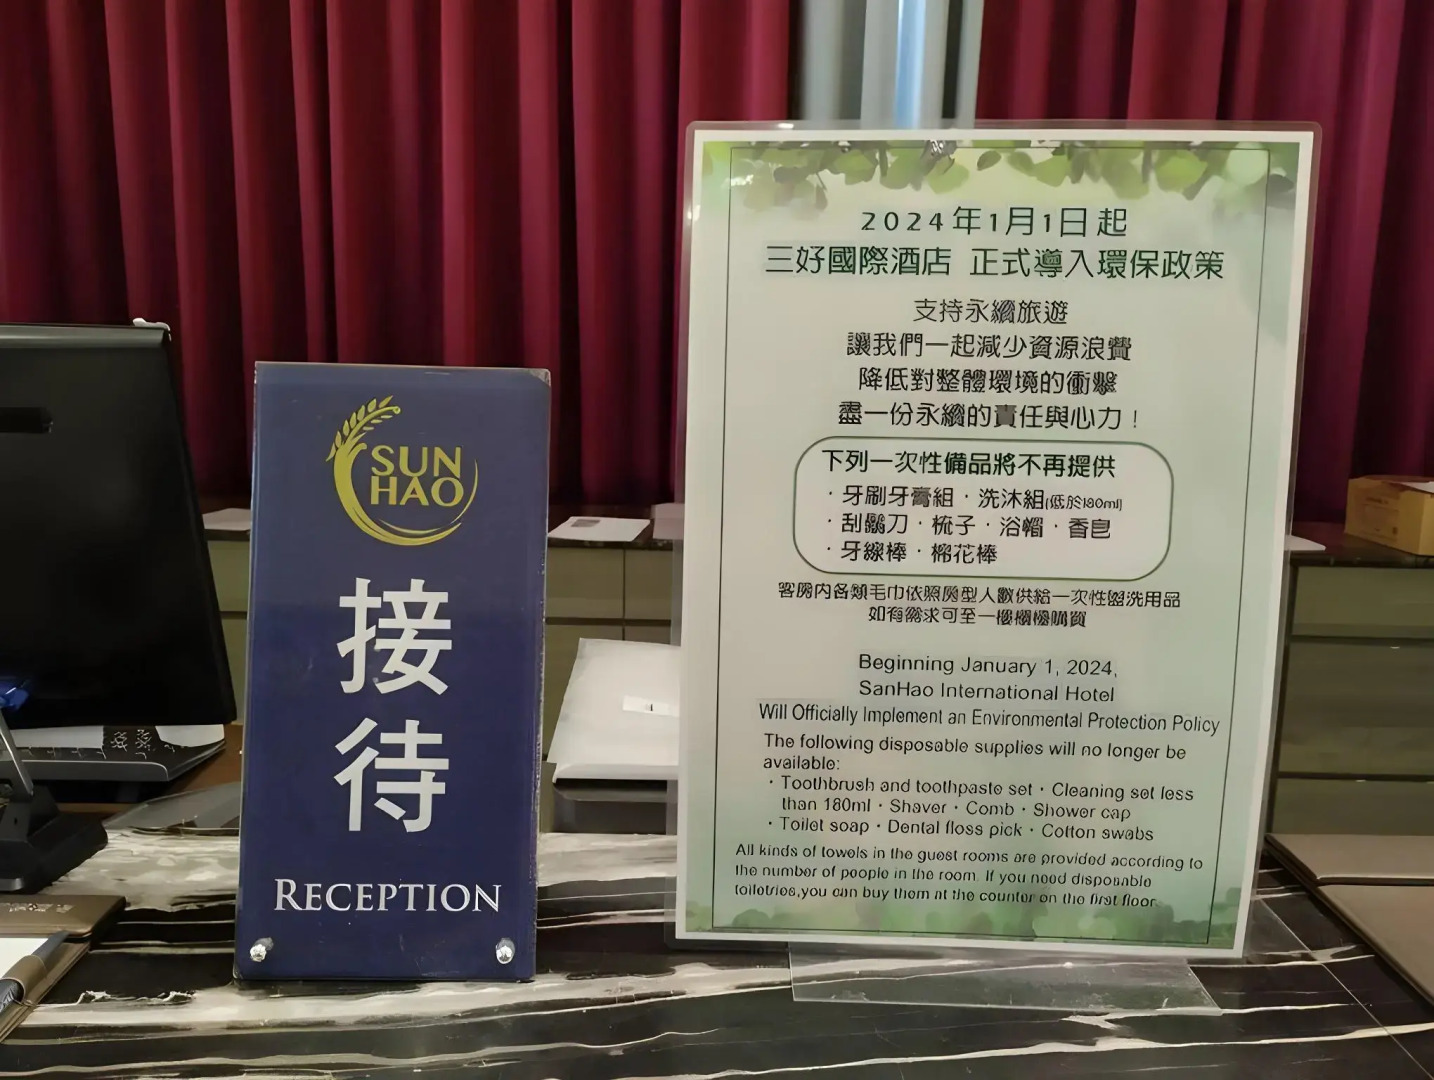 SUN
HAO
接
待
RECEPTION
2024年1月1日起
三好國際酒店 正式導入環保政策
支持永續旅遊
讓我們一起減少資源浪費
降低對整體環境的衝擊
盡一份永續的責任與心力！
下列一次性備品將不再提供
·牙刷牙膏組·洗沐組(低於180ml)
·刮鬍刀·梳子·浴帽·香皂
·牙線棒·棉花棒
客房內各類毛巾依照房型人數供給一次性盥洗用品
如有需求可至一樓櫃檯購買
Beginning January 1, 2024,
SanHao International Hotel
Will Officially Implement an Environmental Protection Policy
The following disposable supplies will no longer be
available:
·Toothbrush and toothpaste set·Cleaning set less
than 180ml·Shaver·Comb·Shower cap
·Toilet soap·Dental floss pick·Cotton swabs
All kinds of towels in the guest rooms are provided according to
the number of people in the room. If you need disposable
toiletries,you can buy them at the counter on the first floor.